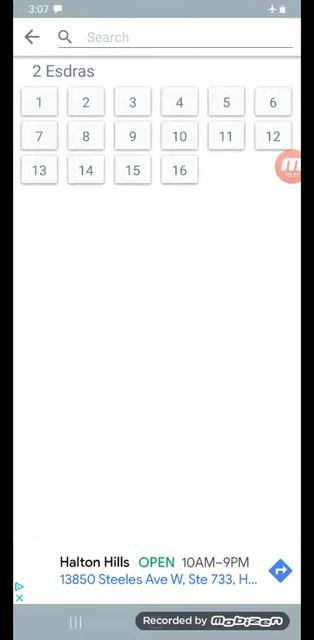 3:07
Search
2 Esdras
1 2 3 4 5 6
7 8 9 10 11 12
13 14 15 16
Halton Hills OPEN 10AM–9PM
13850 Steeles Ave W, Ste 733, H...
Recorded by mobizen